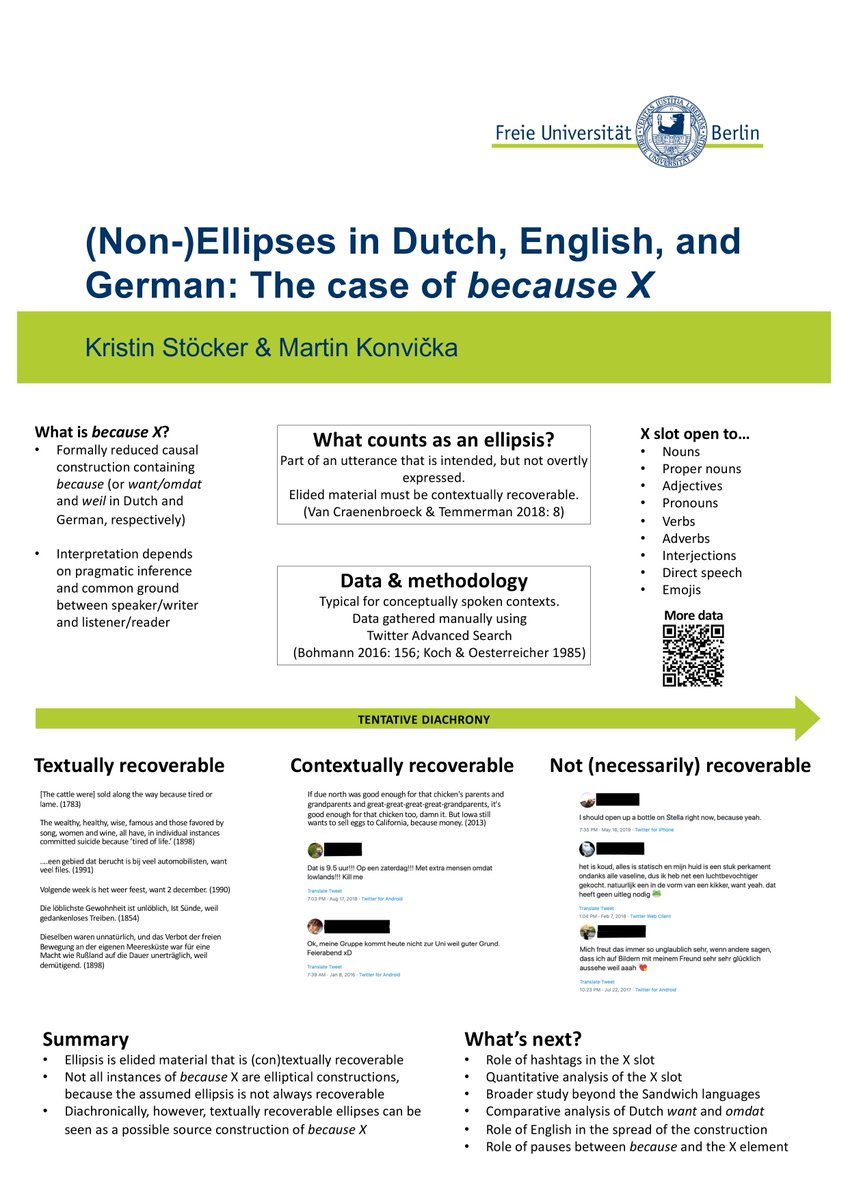 Freie Universität Berlin
(Non-)Ellipses in Dutch, English, and
German: The case of because X
Kristin Stöcker & Martin Konvička
What is because X?
• Formally reduced causal
construction containing
because (or want/omdat
and weil in Dutch and
German, respectively)
• Interpretation depends
on pragmatic inference
and common ground
between speaker/writer
and listener/reader
What counts as an ellipsis?
Part of an utterance that is intended, but not overtly
expressed.
Elided material must be contextually recoverable.
(Van Craenenbroeck & Temmerman 2018: 8)
Data & methodology
Typical for conceptually spoken contexts.
Data gathered manually using
Twitter Advanced Search
(Bohmann 2016: 156; Koch & Oesterreicher 1985)
X slot open to…
• Nouns
• Proper nouns
• Adjectives
• Pronouns
• Verbs
• Adverbs
• Interjections
• Direct speech
• Emojis
More data
TENTATIVE DIACHRONY
Textually recoverable
[The cattle were] sold along the way because tired or
lame. (1783)
The wealthy, healthy, wise, famous and those favored by
song, women and wine, all have, in individual instances
committed suicide because 'tired of life.' (1898)
....een gebied dat berucht is bij veel automobilisten, want
veel files. (1991)
Volgende week is het weer feest, want 2 december. (1990)
Die löblichste Gewohnheit ist unlöblich, Ist Sünde, weil
gedankenloses Treiben. (1854)
Dieselben waren unnatürlich, und das Verbot der freien
Bewegung an der eigenen Meeresküste war für eine
Macht wie Rußland auf die Dauer unerträglich, weil
demütigend. (1898)
Contextually recoverable
If due north was good enough for that chicken's parents and
grandparents and great-great-great-great-grandparents, it's
good enough for that chicken too, damn it. But Iowa still
wants to sell eggs to California, because money. (2013)
Dat is 9.5 uur!!! Op een zaterdag!!! Met extra mensen omdat
lowlands!!! Kill me
Translate Tweet
7:03 PM · Aug 17, 2018 · Twitter for Android
Ok, meine Gruppe kommt heute nicht zur Uni weil guter Grund.
Feierabend xD
Translate Tweet
7:39 AM · Jan 8, 2016 · Twitter for Android
Not (necessarily) recoverable
I should open up a bottle on Stella right now, because yeah.
7:35 PM · May 18, 2019 · Twitter for iPhone
het is koud, alles is statisch en mijn huid is een stuk perkament
ondanks alle vaseline, dus ik heb net een luchtbevochtiger
gekocht. natuurlijk een in de vorm van een kikker, want yeah. dat
heeft geen uitleg nodig 🐸
Translate Tweet
1:04 PM · Feb 7, 2018 · Twitter Web Client
Mich freut das immer so unglaublich sehr, wenn andere sagen,
dass ich auf Bildern mit meinem Freund sehr sehr glücklich
aussehe weil aaah ❤️
Translate Tweet
10:23 PM · Jul 22, 2017 · Twitter for Android
Summary
• Ellipsis is elided material that is (con)textually recoverable
• Not all instances of because X are elliptical constructions,
because the assumed ellipsis is not always recoverable
• Diachronically, however, textually recoverable ellipses can be
seen as a possible source construction of because X
What's next?
• Role of hashtags in the X slot
• Quantitative analysis of the X slot
• Broader study beyond the Sandwich languages
• Comparative analysis of Dutch want and omdat
• Role of English in the spread of the construction
• Role of pauses between because and the X element